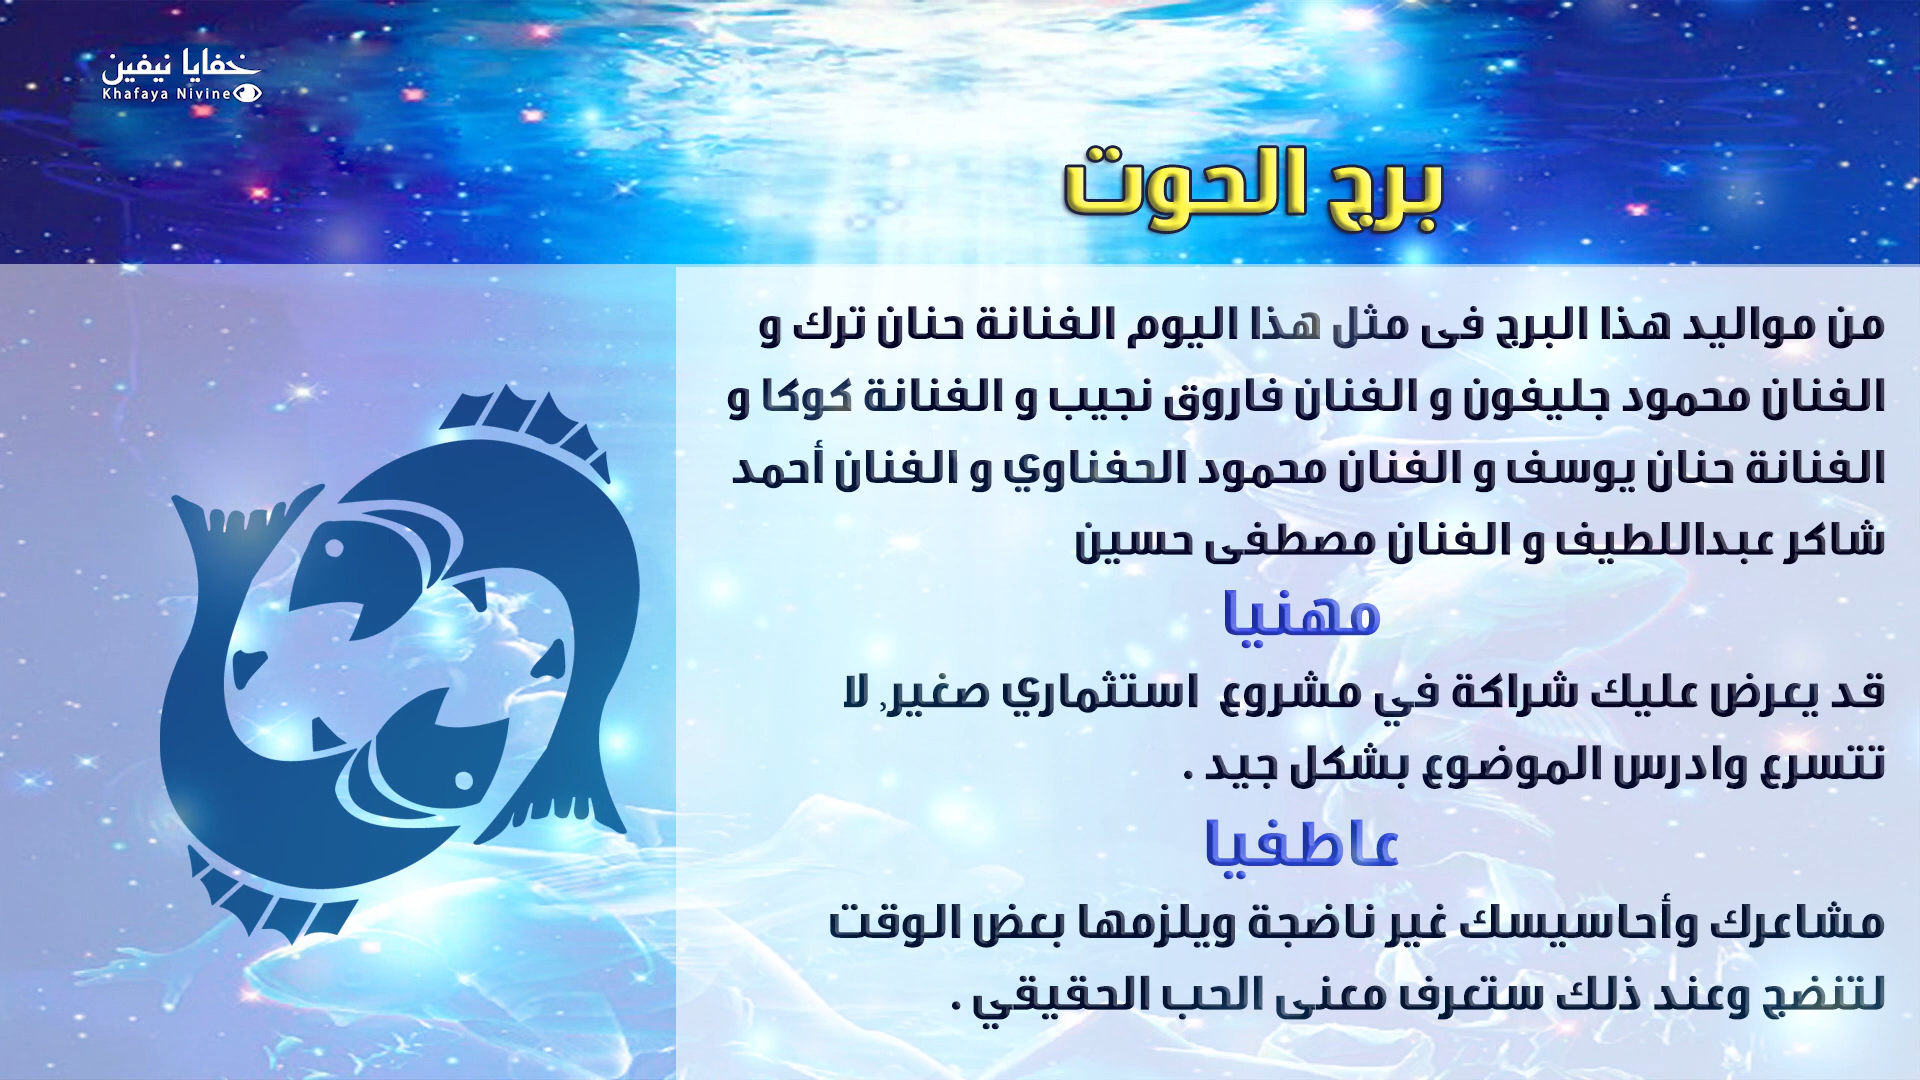 خفايا نيفين
Khafaya Nivine
برج الحوت
من مواليد هذا البرج فى مثل هذا اليوم الفنانة حنان ترك و
الفنان محمود جليفون و الفنان فاروق نجيب و الفنانة كوكا و
الفنانة حنان يوسف و الفنان محمود الحفناوي و الفنان أحمد
شاكر عبداللطيف و الفنان مصطفى حسين
مهنيا
قد يعرض عليك شراكة في مشروع استثماري صغير, لا
تتسرع وادرس الموضوع بشكل جيد .
عاطفيا
مشاعرك وأحاسيسك غير ناضجة ويلزمها بعض الوقت
لتنضج وعند ذلك ستعرف معنى الحب الحقيقي .